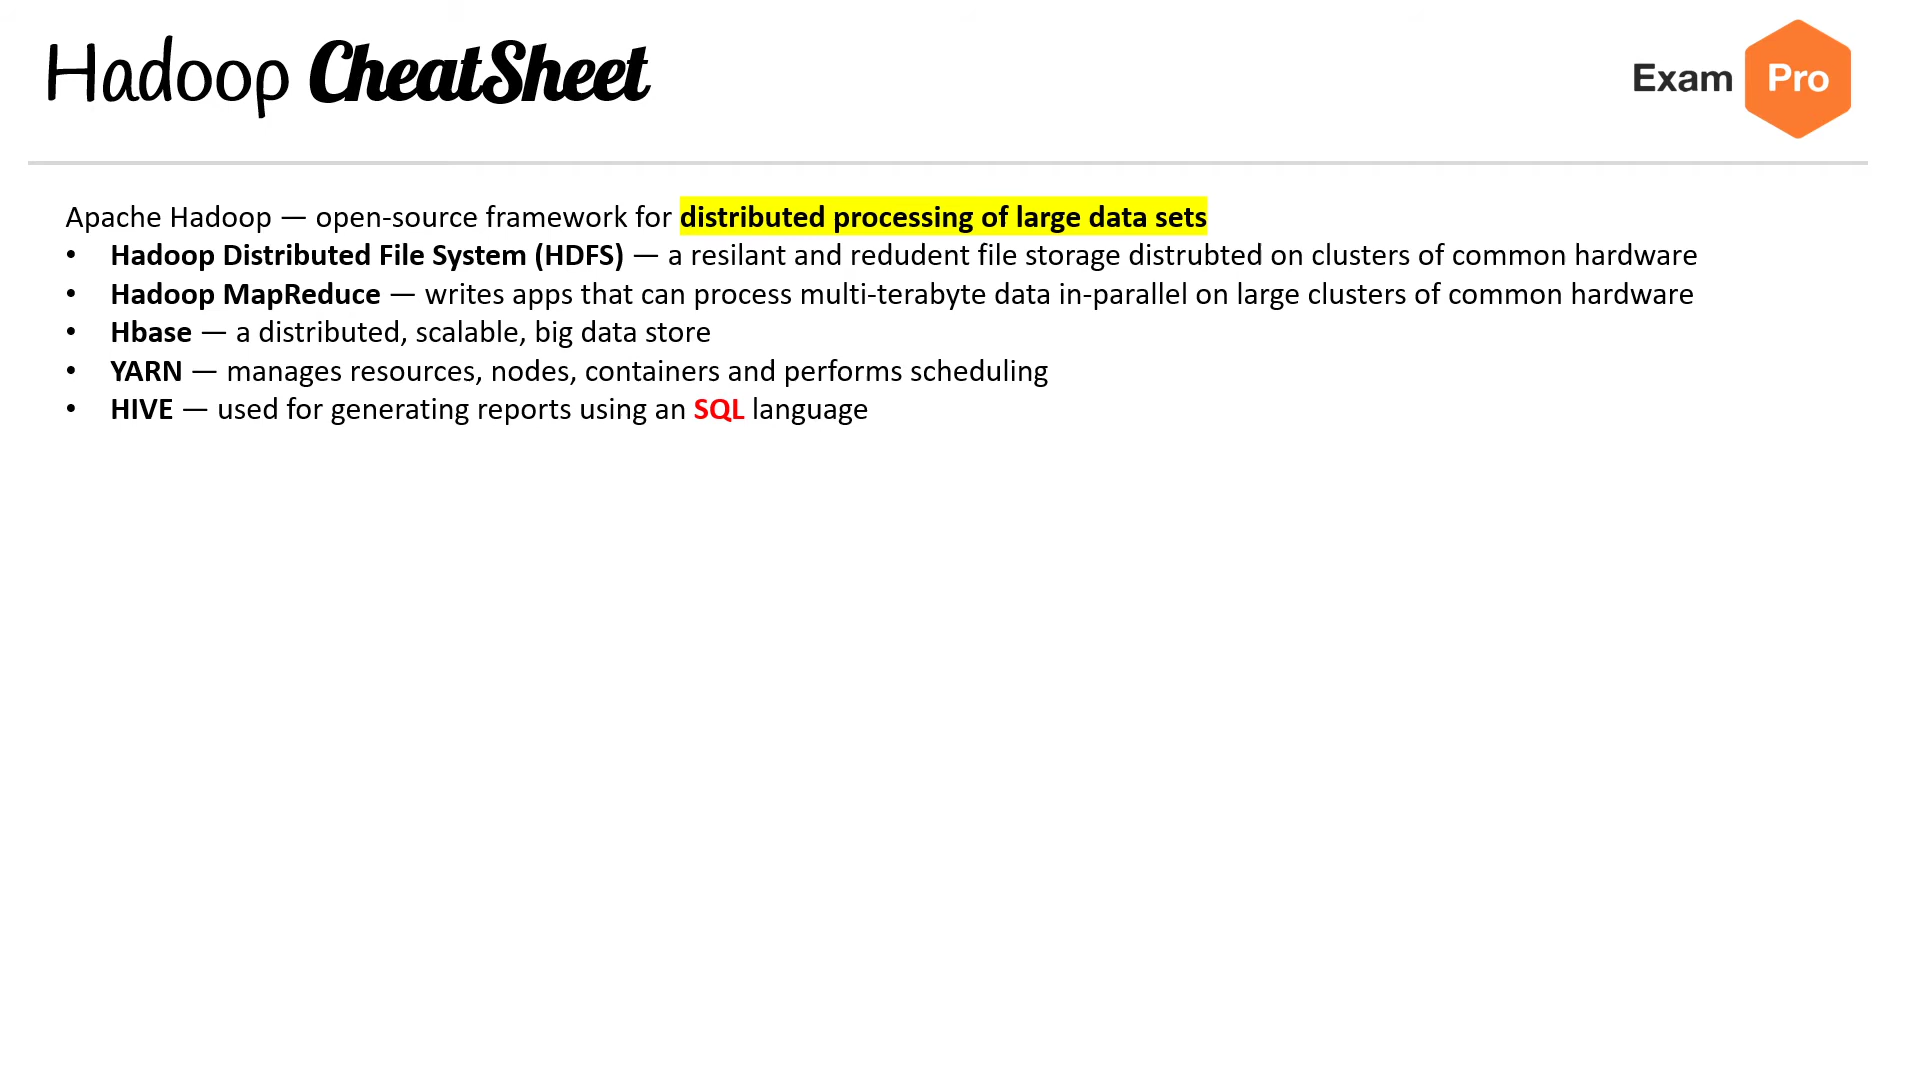 Hadoop CheatSheet
Exam Pro
Apache Hadoop — open-source framework for distributed processing of large data sets
• Hadoop Distributed File System (HDFS) — a resilant and redudent file storage distrubted on clusters of common hardware
• Hadoop MapReduce — writes apps that can process multi-terabyte data in-parallel on large clusters of common hardware
• Hbase — a distributed, scalable, big data store
• YARN — manages resources, nodes, containers and performs scheduling
• HIVE — used for generating reports using an SQL language